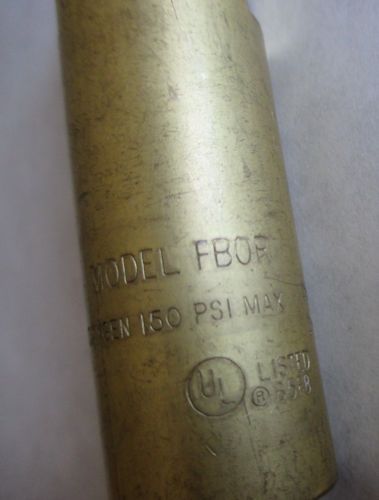 MODEL FBOR
150 PSI MAX
UL LISTED
®